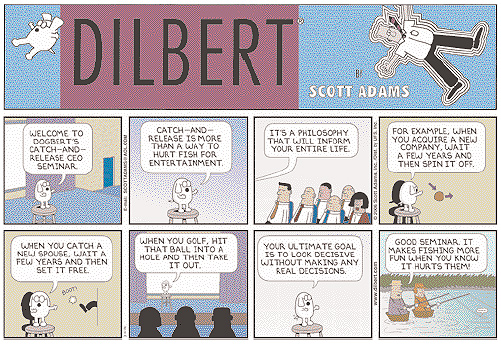 DILBERT
BY
SCOTT ADAMS
WELCOME TO
DOGBERT'S
CATCH-AND-
RELEASE CEO
SEMINAR.
CATCH-AND-
RELEASE IS MORE
THAN A WAY TO
HURT FISH FOR
ENTERTAINMENT.
IT'S A PHILOSOPHY
THAT WILL INFORM
YOUR ENTIRE LIFE.
FOR EXAMPLE, WHEN
YOU ACQUIRE A NEW
COMPANY, WAIT
A FEW YEARS AND
THEN SPIN IT OFF.
WHEN YOU CATCH A
NEW SPOUSE, WAIT A
FEW YEARS AND THEN
SET IT FREE.
BOOT!
WHEN YOU GOLF, HIT
THAT BALL INTO A
HOLE AND THEN TAKE
IT OUT.
YOUR ULTIMATE GOAL
IS TO LOOK DECISIVE
WITHOUT MAKING ANY
REAL DECISIONS.
www.dilbert.com
GOOD SEMINAR. IT
MAKES FISHING MORE
FUN WHEN YOU KNOW
IT HURTS THEM!